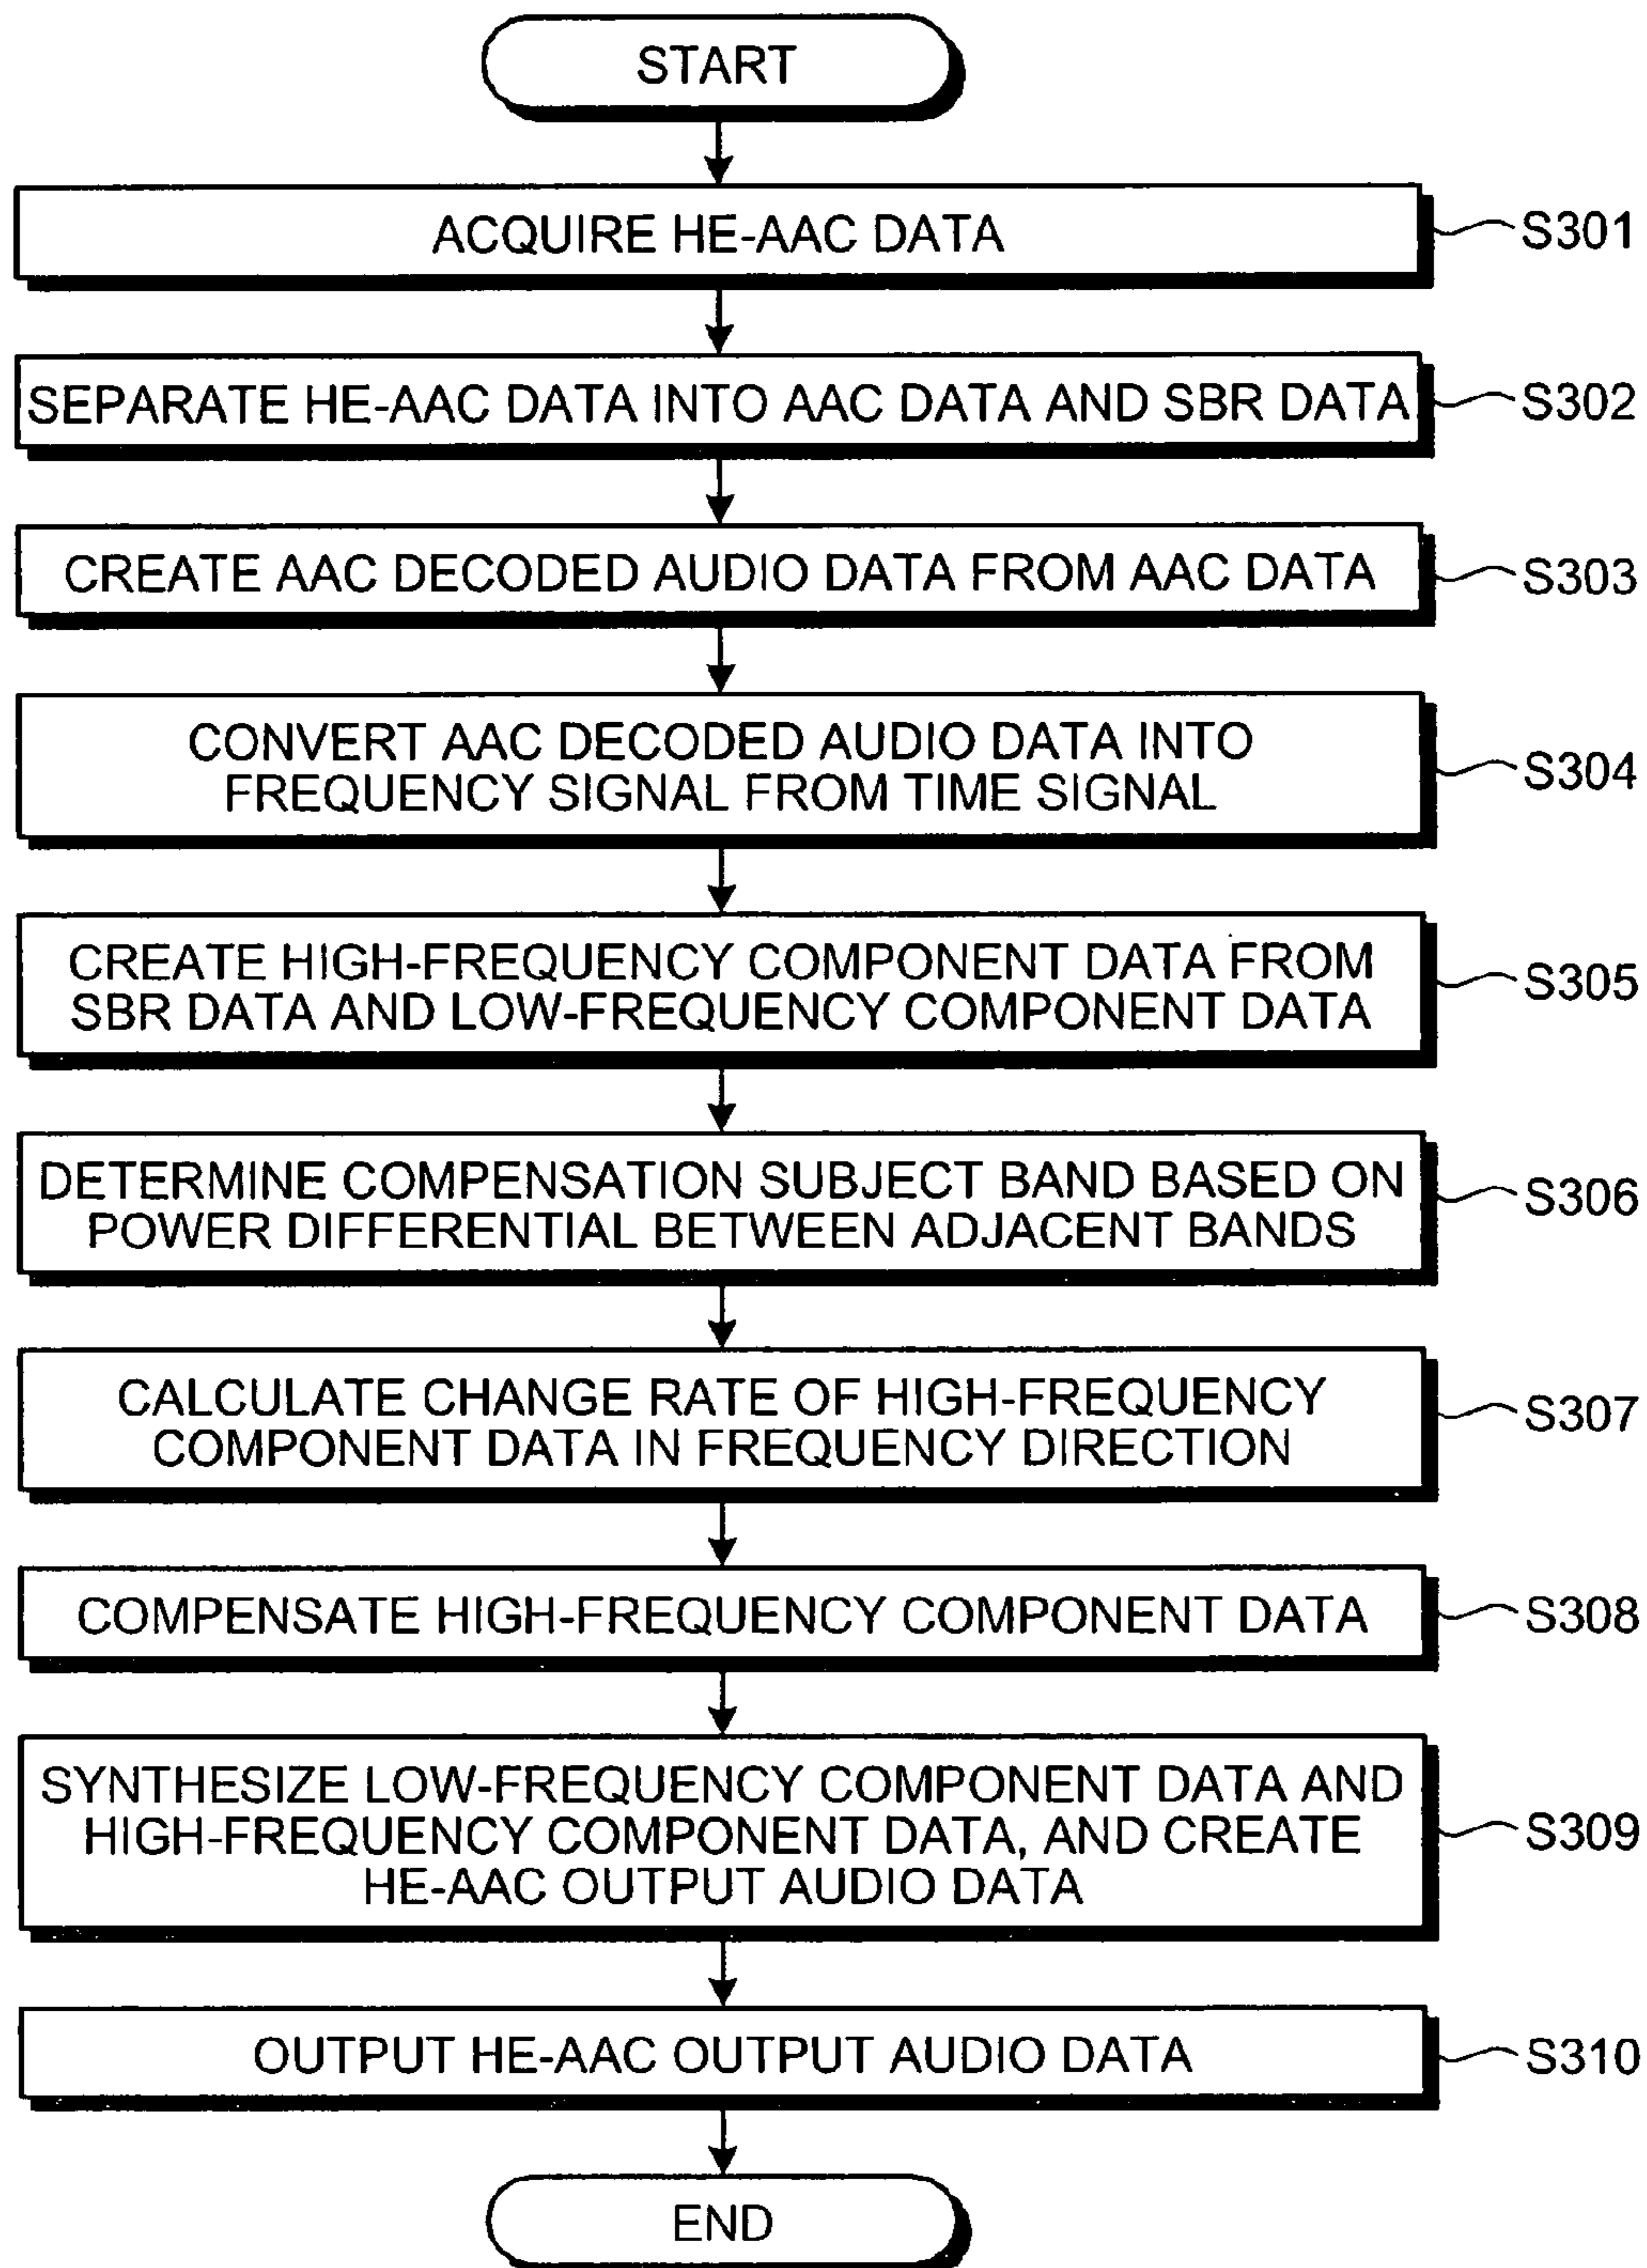 START
ACQUIRE HE-AAC DATA
S301
SEPARATE HE-AAC DATA INTO AAC DATA AND SBR DATA
S302
CREATE AAC DECODED AUDIO DATA FROM AAC DATA
S303
CONVERT AAC DECODED AUDIO DATA INTO
FREQUENCY SIGNAL FROM TIME SIGNAL
S304
CREATE HIGH-FREQUENCY COMPONENT DATA FROM
SBR DATA AND LOW-FREQUENCY COMPONENT DATA
S305
DETERMINE COMPENSATION SUBJECT BAND BASED ON
POWER DIFFERENTIAL BETWEEN ADJACENT BANDS
S306
CALCULATE CHANGE RATE OF HIGH-FREQUENCY
COMPONENT DATA IN FREQUENCY DIRECTION
S307
COMPENSATE HIGH-FREQUENCY COMPONENT DATA
S308
SYNTHESIZE LOW-FREQUENCY COMPONENT DATA AND
HIGH-FREQUENCY COMPONENT DATA, AND CREATE
HE-AAC OUTPUT AUDIO DATA
S309
OUTPUT HE-AAC OUTPUT AUDIO DATA
S310
END